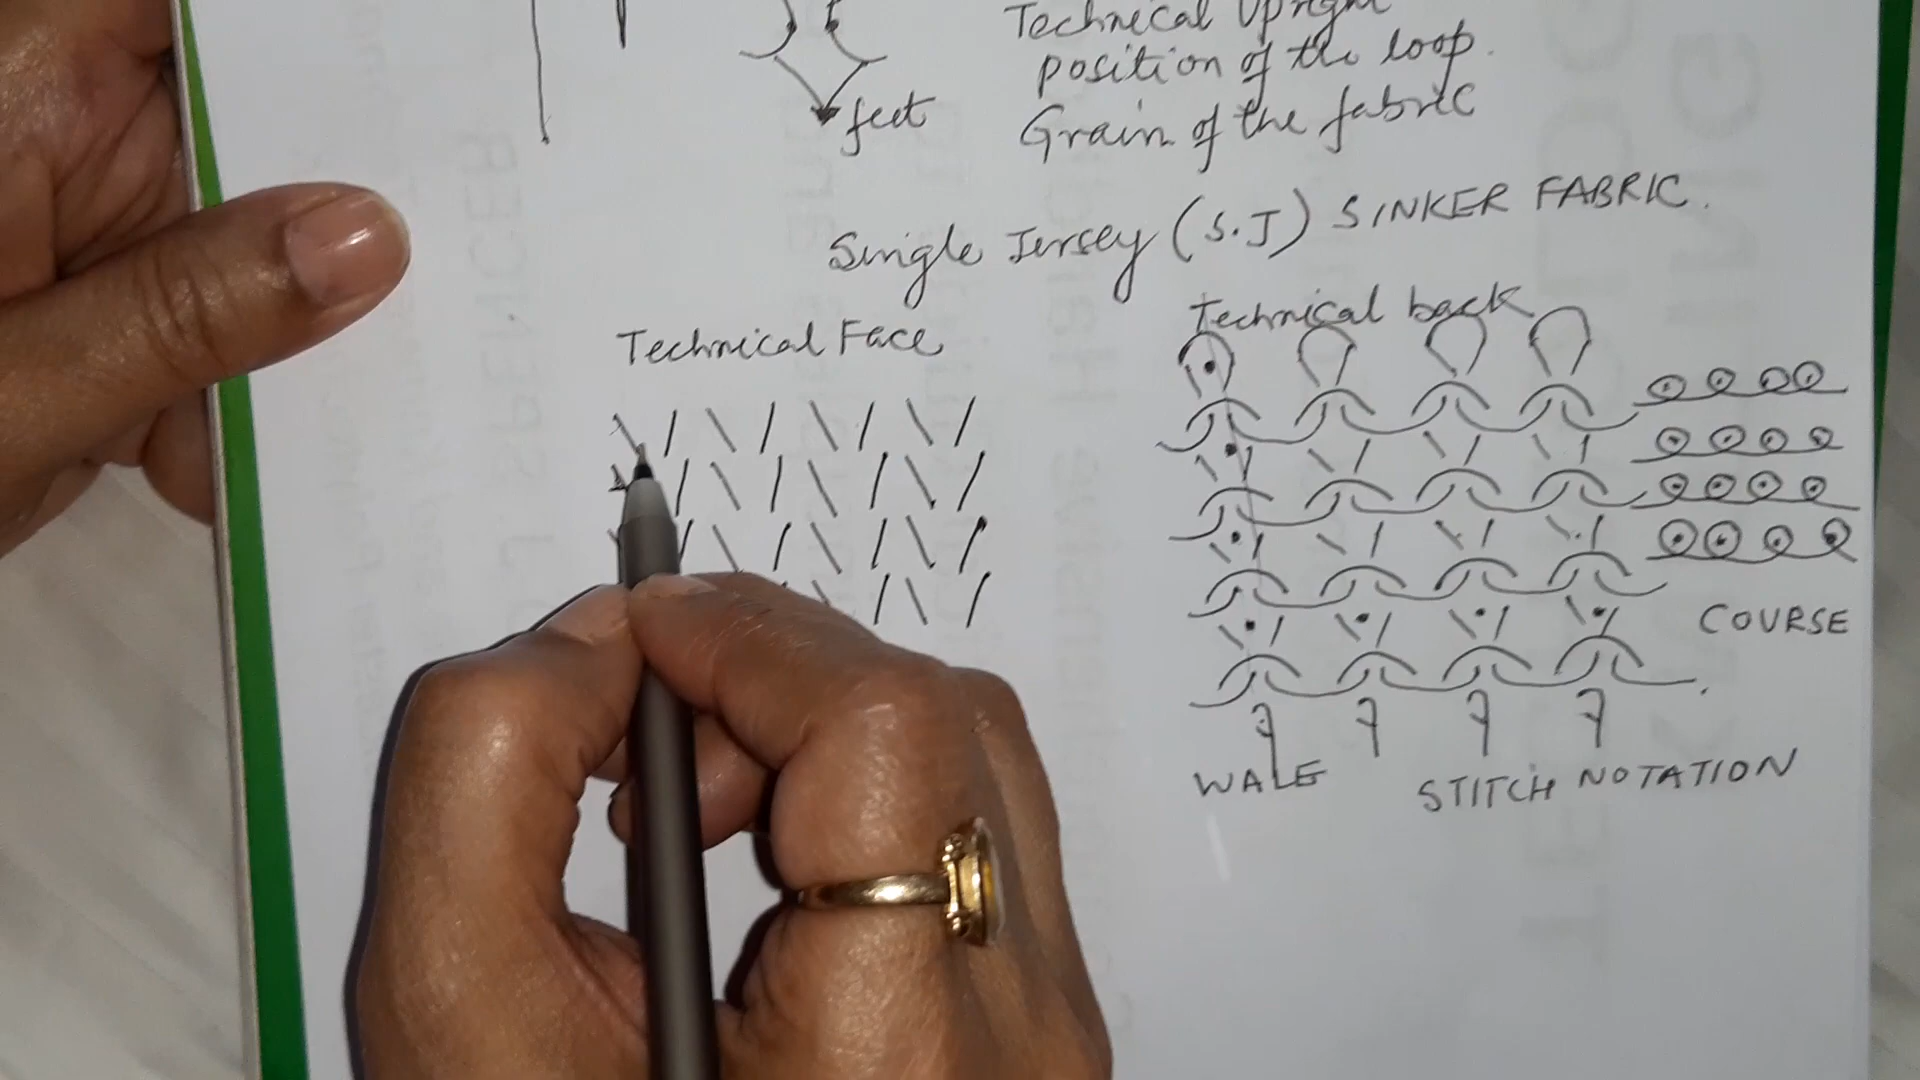 Technical Upright
position of the loop.
feet
Grain of the fabric
Single Jersey (S.J) SINKER FABRIC.
Technical back
Technical Face
COURSE
WALE
STITCH NOTATION